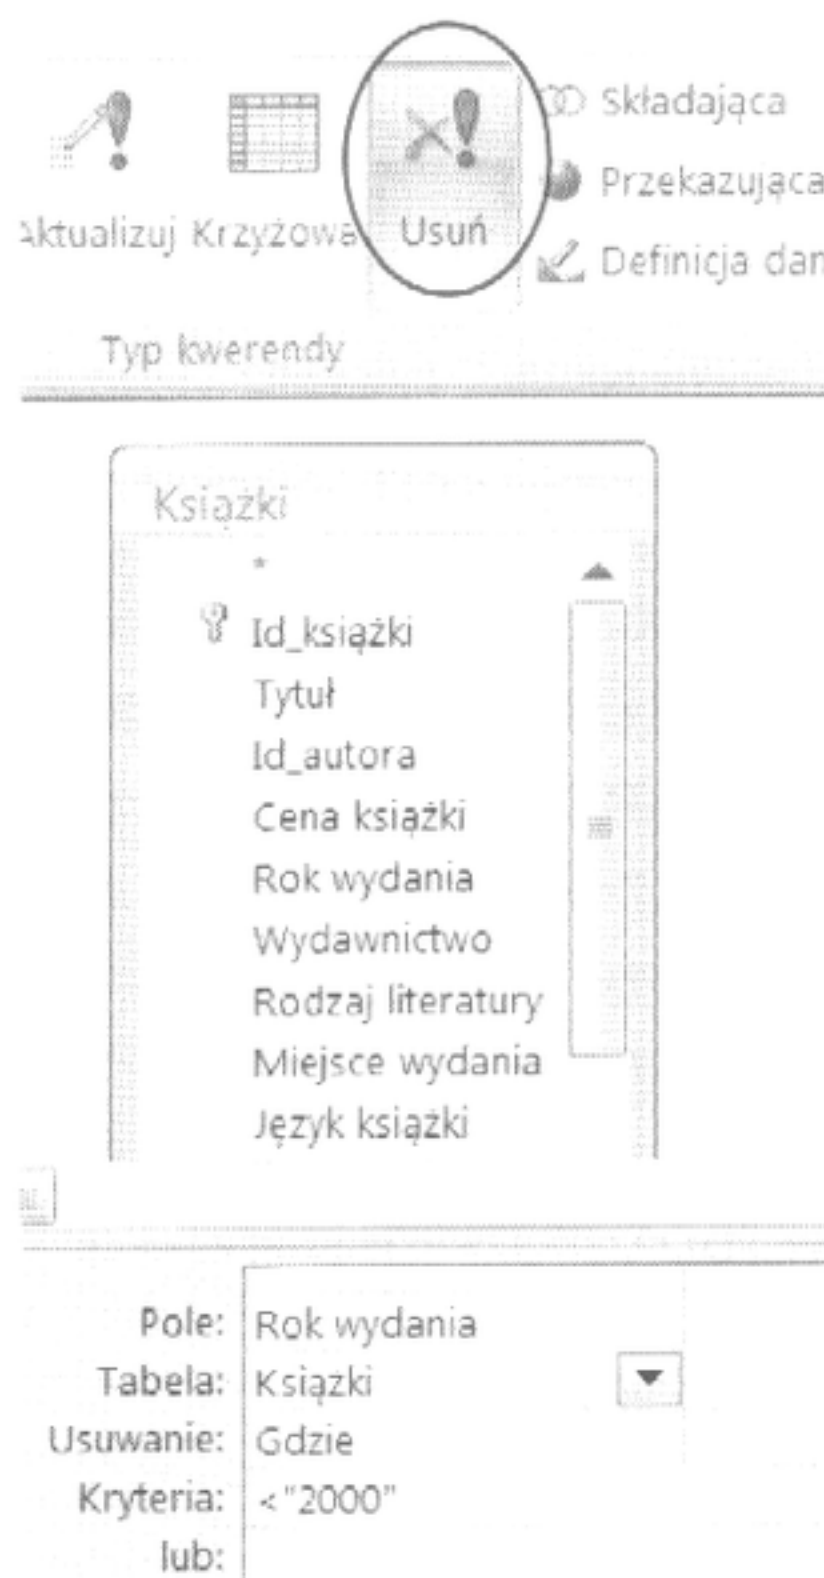 Składająca
Przekazująca
Aktualizuj Krzyżowa Usuń
Definicja dan
Typ kwerendy
Książki
*
Id_książki
Tytuł
Id_autora
Cena książki
Rok wydania
Wydawnictwo
Rodzaj literatury
Miejsce wydania
Język książki
Pole: Rok wydania
Tabela: Książki
Usuwanie: Gdzie
Kryteria: <"2000"
lub: